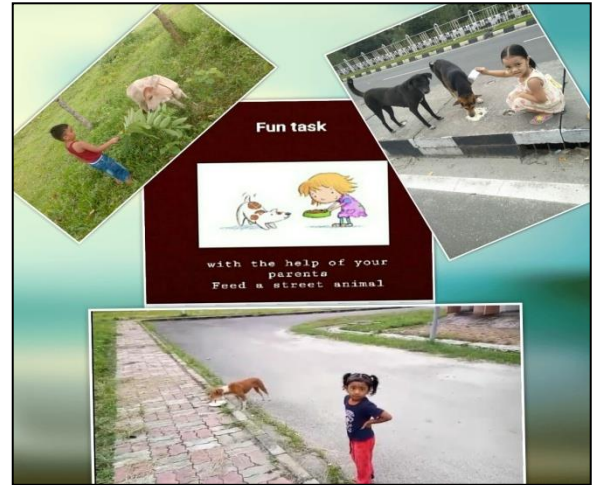 Fun task
with the help of your
parents
Feed a street animal